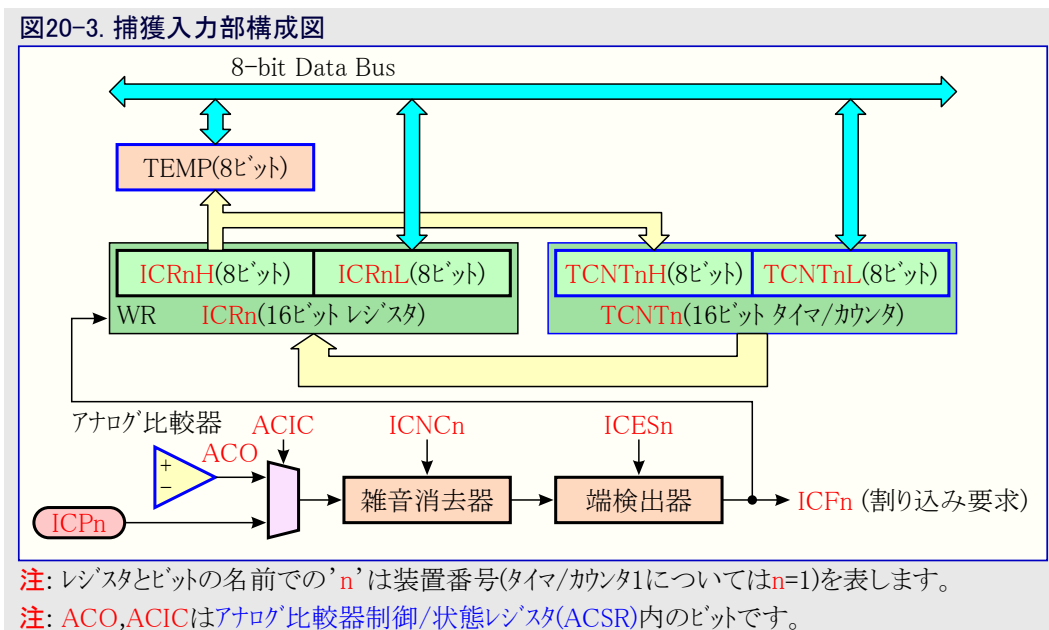 図20-3. 捕獲入力部構成図
8-bit Data Bus
TEMP(8ビット)
ICRnH(8ビット) ICRnL(8ビット) TCNTnH(8ビット) TCNTnL(8ビット)
WR ICRn(16ビット レジスタ) TCNTn(16ビット タイマ/カウンタ)
アナログ比較器 ACIC ICNCn ICESn
ACO
+
−
雑音消去器 端検出器 ICFn (割り込み要求)
ICPn
注: レジスタとビットの名前での'n'は装置番号(タイマ/カウンタ1についてはn=1)を表します。
注: ACO,ACICはアナログ比較器制御/状態レジスタ(ACSR)内のビットです。